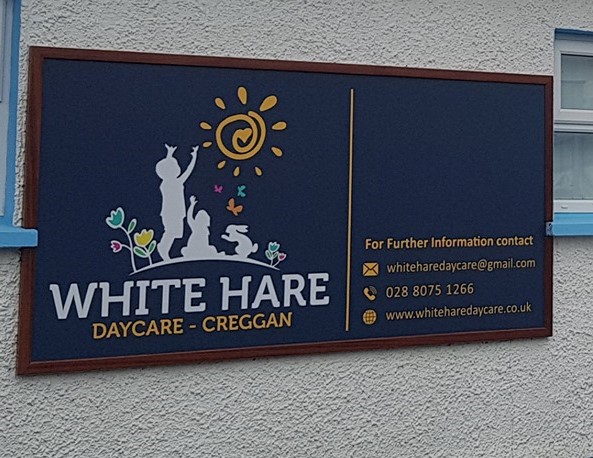 WHITE HARE
DAYCARE - CREGGAN
For Further Information contact
whiteharedaycare@gmail.com
028 8075 1266
www.whiteharedaycare.co.uk